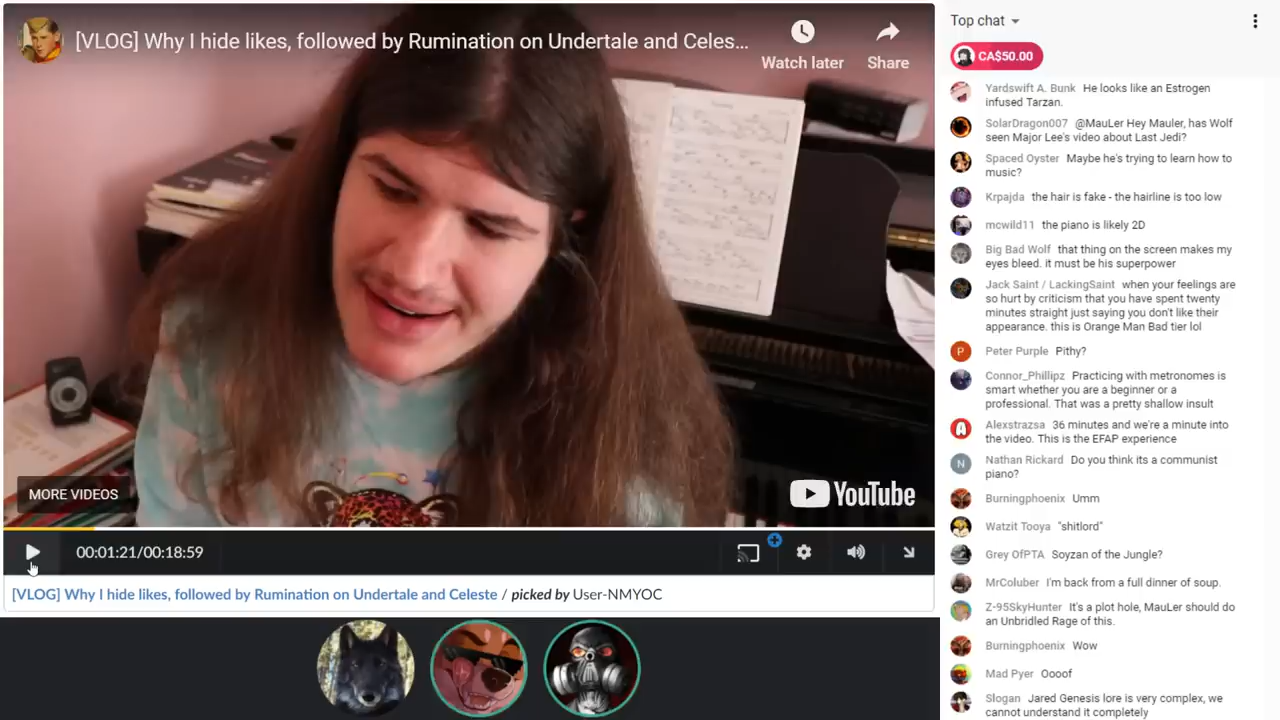 [VLOG] Why I hide likes, followed by Rumination on Undertale and Celes...
Watch later
Share
MORE VIDEOS
YouTube
00:01:21/00:18:59
[VLOG] Why I hide likes, followed by Rumination on Undertale and Celeste / picked by User-NMYOC
Top chat
CA$50.00
Yardswift A. Bunk He looks like an Estrogen
infused Tarzan.
SolarDragon007 @MauLer Hey Mauler, has Wolf
seen Major Lee's video about Last Jedi?
Spaced Oyster Maybe he's trying to learn how to
music?
Krpajda the hair is fake - the hairline is too low
mcwild11 the piano is likely 2D
Big Bad Wolf that thing on the screen makes my
eyes bleed. it must be his superpower
Jack Saint / LackingSaint when your feelings are
so hurt by criticism that you have spent twenty
minutes straight just saying you don't like their
appearance. this is Orange Man Bad tier lol
P
Peter Purple Pithy?
Connor_Phillipz Practicing with metronomes is
smart whether you are a beginner or a
professional. That was a pretty shallow insult
Alexstrazsa 36 minutes and we're a minute into
the video. This is the EFAP experience
N
Nathan Rickard Do you think its a communist
piano?
Burningphoenix Umm
Watzit Tooya "shitlord"
Grey OfPTA Soyzan of the Jungle?
MrColuber I'm back from a full dinner of soup.
Z-95SkyHunter It's a plot hole, MauLer should do
an Unbridled Rage of this.
Burningphoenix Wow
Mad Pyer Oooof
Slogan Jared Genesis lore is very complex, we
cannot understand it completely